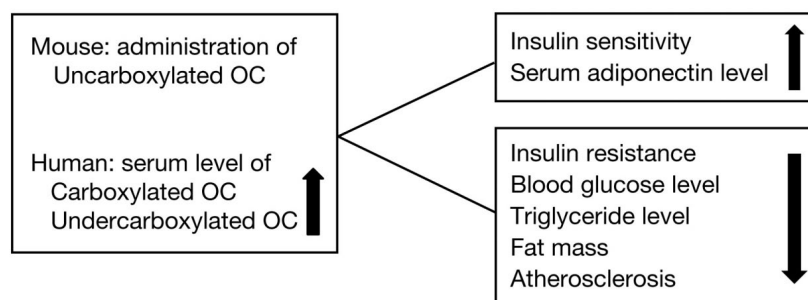 Mouse: administration of
Uncarboxylated OC
Human: serum level of
Carboxylated OC
Undercarboxylated OC
Insulin sensitivity
Serum adiponectin level
Insulin resistance
Blood glucose level
Triglyceride level
Fat mass
Atherosclerosis